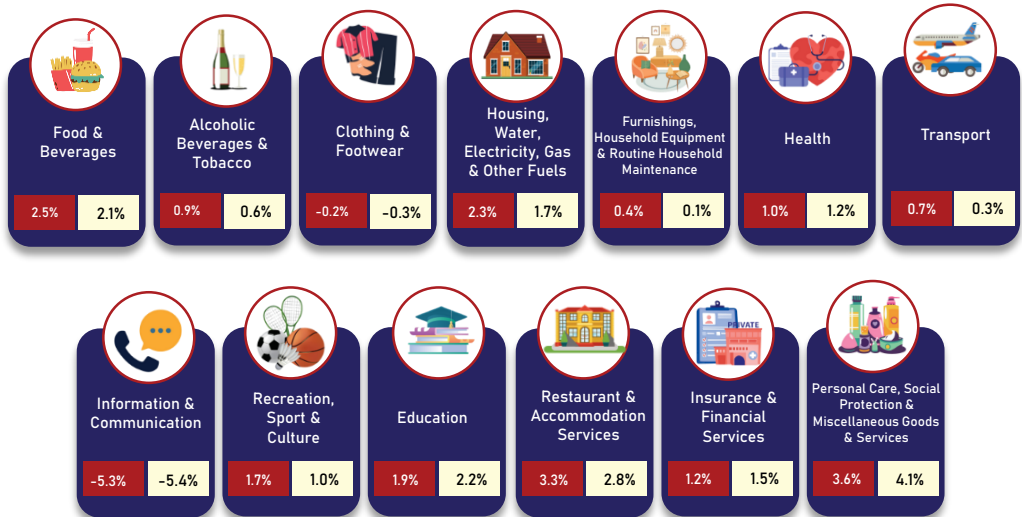 Food &
Beverages
2.5% 2.1%
Alcoholic
Beverages &
Tobacco
0.9% 0.6%
Clothing &
Footwear
-0.2% -0.3%
Housing,
Water,
Electricity, Gas
& Other Fuels
2.3% 1.7%
Furnishings,
Household Equipment
& Routine Household
Maintenance
0.4% 0.1%
Health
1.0% 1.2%
Transport
0.7% 0.3%
Information &
Communication
-5.3% -5.4%
Recreation,
Sport &
Culture
1.7% 1.0%
Education
1.9% 2.2%
Restaurant &
Accommodation
Services
3.3% 2.8%
PRIVATE
Insurance &
Financial
Services
1.2% 1.5%
Personal Care, Social
Protection &
Miscellaneous Goods
& Services
3.6% 4.1%